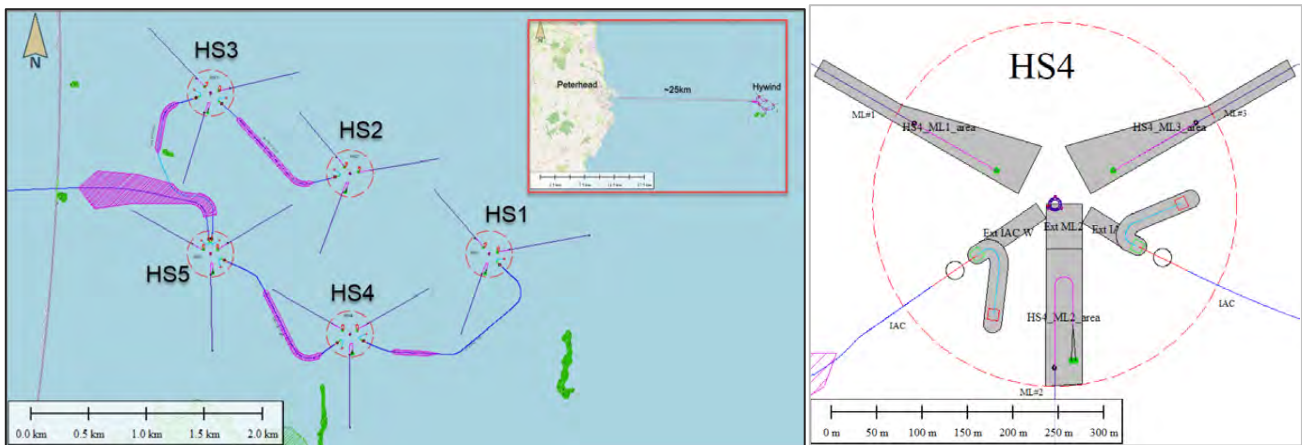 N
HS3
HS2
HS1
HS5
HS4
0.0 km 0.5 km 1.0 km 1.5 km 2.0 km
Peterhead
~25km
Hywind
HS4
ML#1
HS4_ML1_area
HS4_ML3_area
ML#3
Ext IAC W
Ext ML2
IAC
IAC
HS4_ML2_area
ML#2
0 m 50 m 100 m 150 m 200 m 250 m 300 m